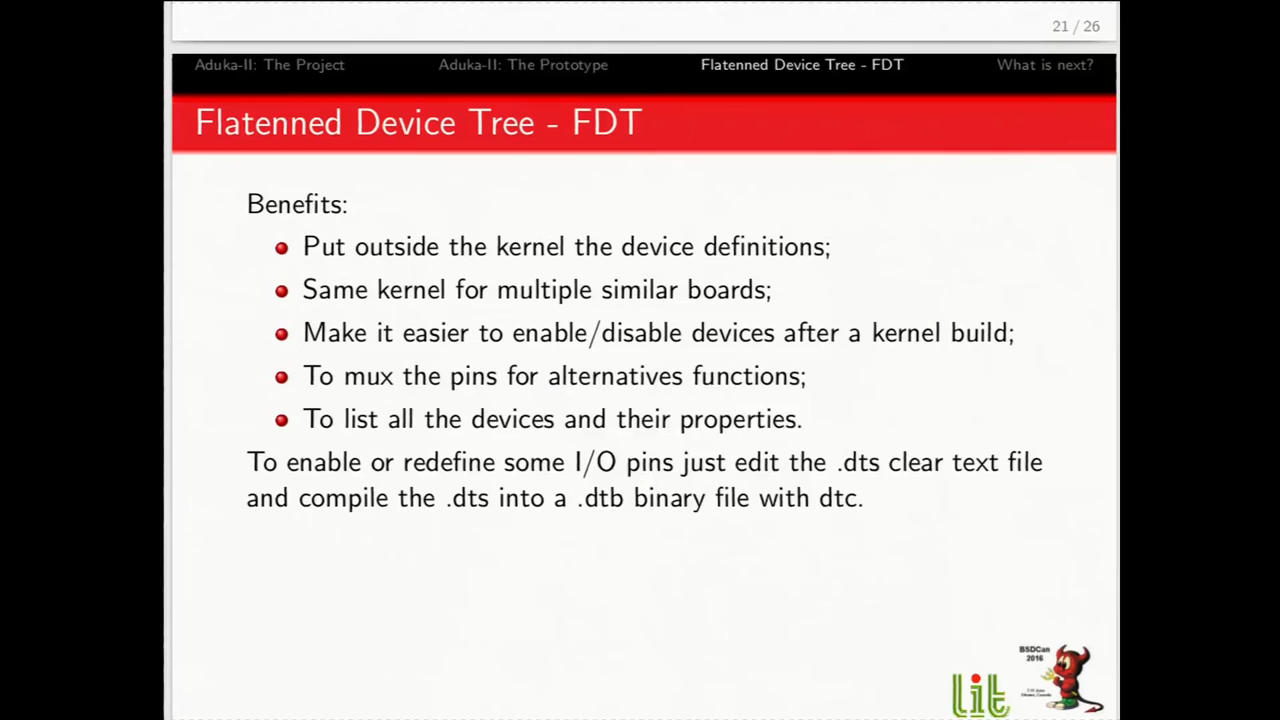 21 / 26
Aduka-II: The Project Aduka-II: The Prototype Flatenned Device Tree - FDT What is next?
Flatenned Device Tree - FDT
Benefits:
Put outside the kernel the device definitions;
Same kernel for multiple similar boards;
Make it easier to enable/disable devices after a kernel build;
To mux the pins for alternatives functions;
To list all the devices and their properties.
To enable or redefine some I/O pins just edit the .dts clear text file
and compile the .dts into a .dtb binary file with dtc.
BSDCan
2016
lit